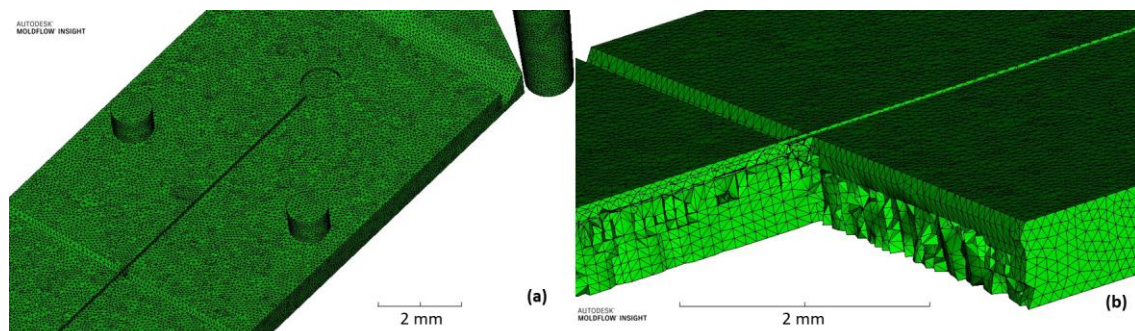 AUTODESK
MOLDFLOW INSIGHT
(a)
2 mm
(b)
AUTODESK
MOLDFLOW INSIGHT
2 mm